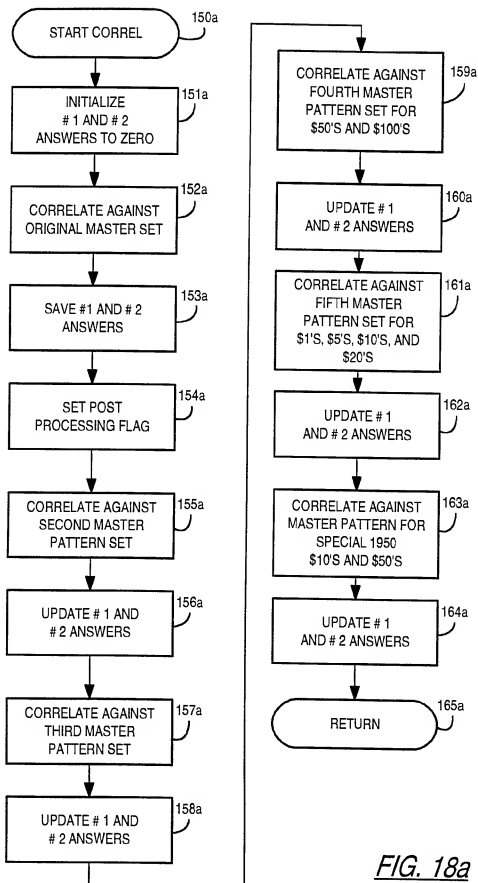 START CORREL
150a
INITIALIZE
# 1 AND # 2
ANSWERS TO ZERO
151a
CORRELATE AGAINST
ORIGINAL MASTER SET
152a
SAVE #1 AND # 2
ANSWERS
153a
SET POST
PROCESSING FLAG
154a
CORRELATE AGAINST
SECOND MASTER
PATTERN SET
155a
UPDATE # 1 AND
# 2 ANSWERS
156a
CORRELATE AGAINST
THIRD MASTER
PATTERN SET
157a
UPDATE # 1 AND
# 2 ANSWERS
158a
CORRELATE AGAINST
FOURTH MASTER
PATTERN SET FOR
$50'S AND $100'S
159a
UPDATE # 1
AND # 2 ANSWERS
160a
CORRELATE AGAINST
FIFTH MASTER
PATTERN SET FOR
$1'S, $5'S, $10'S, AND
$20'S
161a
UPDATE # 1
AND # 2 ANSWERS
162a
CORRELATE AGAINST
MASTER PATTERN FOR
SPECIAL 1950
$10'S AND $50'S
163a
UPDATE # 1
AND # 2 ANSWERS
164a
RETURN
165a
FIG. 18a